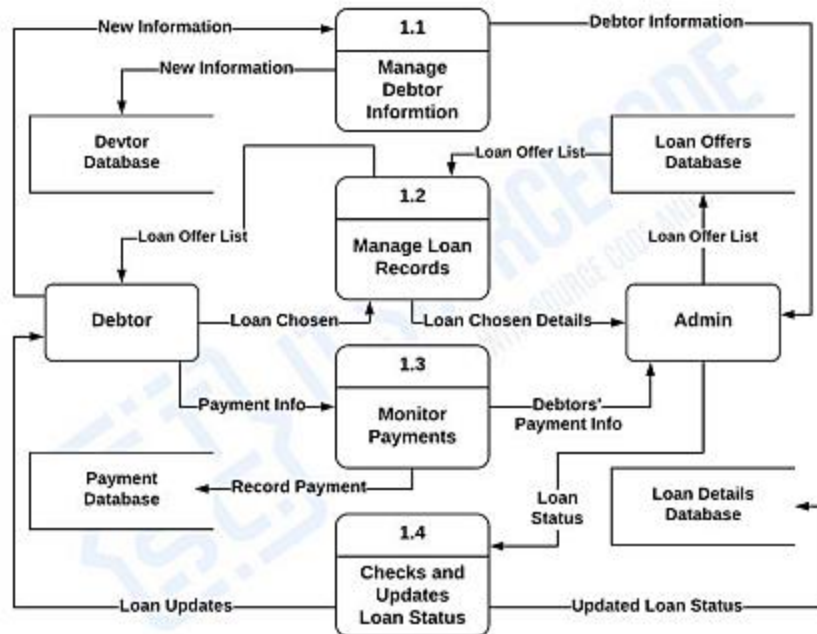 New Information
1.1
Debtor Information
New Information
Manage
Debtor
Informtion
Devtor
Database
Loan Offer List
Loan Offers
Database
1.2
Loan Offer List
Manage Loan
Records
Loan Offer List
Debtor
Loan Chosen
Loan Chosen Details
Admin
1.3
Payment Info
Monitor
Payments
Debtors'
Payment Info
Payment
Database
Record Payment
Loan
Status
Loan Details
Database
1.4
Checks and
Updates
Loan Status
Loan Updates
Updated Loan Status